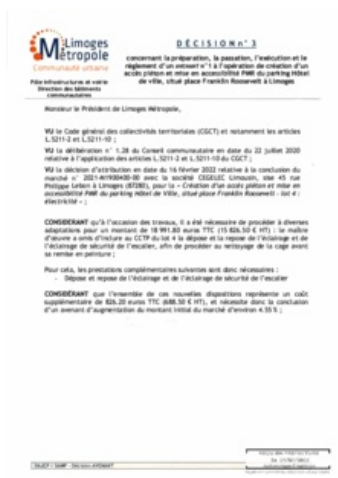 Limoges
Métropole
Communauté urbaine
Pôle Infrastructures et voirie
Direction des bâtiments
communautaires
DÉCISION n° 3
concernant la préparation, la passation, l'exécution et le
règlement d'un avenant n°1 à l'opération de création d'un
accès piéton et mise en accessibilité PMR du parking Hôtel
de ville, situé place Franklin Roosevelt à Limoges
Monsieur le Président de Limoges Métropole,
VU le Code général des collectivités territoriales (CGCT) et notamment les articles
L.5211-2 et L.5211-10 ;
VU la délibération n° 1.28 du Conseil communautaire en date du 22 juillet 2020
relative à l'application des articles L.5211-2 et L.5211-10 du CGCT ;
VU la décision d'attribution en date du 16 février 2022 relative à la conclusion du
marché n° 2021-M1900400-00 avec la société CEGELEC Limousin, sise 45 rue
Philippe Lebon à Limoges (87280), pour la « Création d'un accès piéton et mise en
accessibilité PMR du parking Hôtel de Ville, situé place Franklin Roosevelt - lot 4 :
électricité » ;
CONSIDÉRANT qu'à l'occasion des travaux, il a été nécessaire de procéder à diverses
adaptations pour un montant de 18 991.80 euros TTC (15 826.50 € HT) : le maître
d'œuvre a omis d'inclure au CCTP du lot 4 la dépose et la repose de l'éclairage et de
l'éclairage de sécurité de l'escalier, afin de procéder au nettoyage de la cage avant
sa remise en peinture ;
Pour cela, les prestations complémentaires suivantes sont donc nécessaires :
- Dépose et repose de l'éclairage et de l'éclairage de sécurité de l'escalier
CONSIDÉRANT que l'ensemble de ces nouvelles dispositions représente un coût
supplémentaire de 826.20 euros TTC (688.50 € HT), et nécessite donc la conclusion
d'un avenant d'augmentation du montant initial du marché d'environ 4.55 % ;